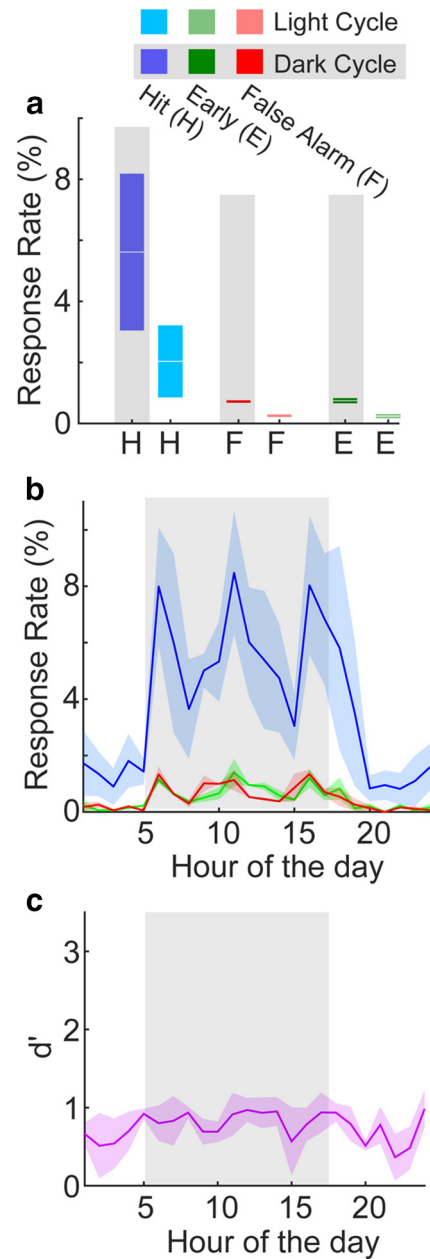 Light Cycle
Dark Cycle
a
Hit (H)
Early (E)
False Alarm (F)
Response Rate (%)
8
4
0
H H F F E E
b
Response Rate (%)
8
4
0
5 10 15 20
Hour of the day
c
d'
3
2
1
0
5 10 15 20
Hour of the day